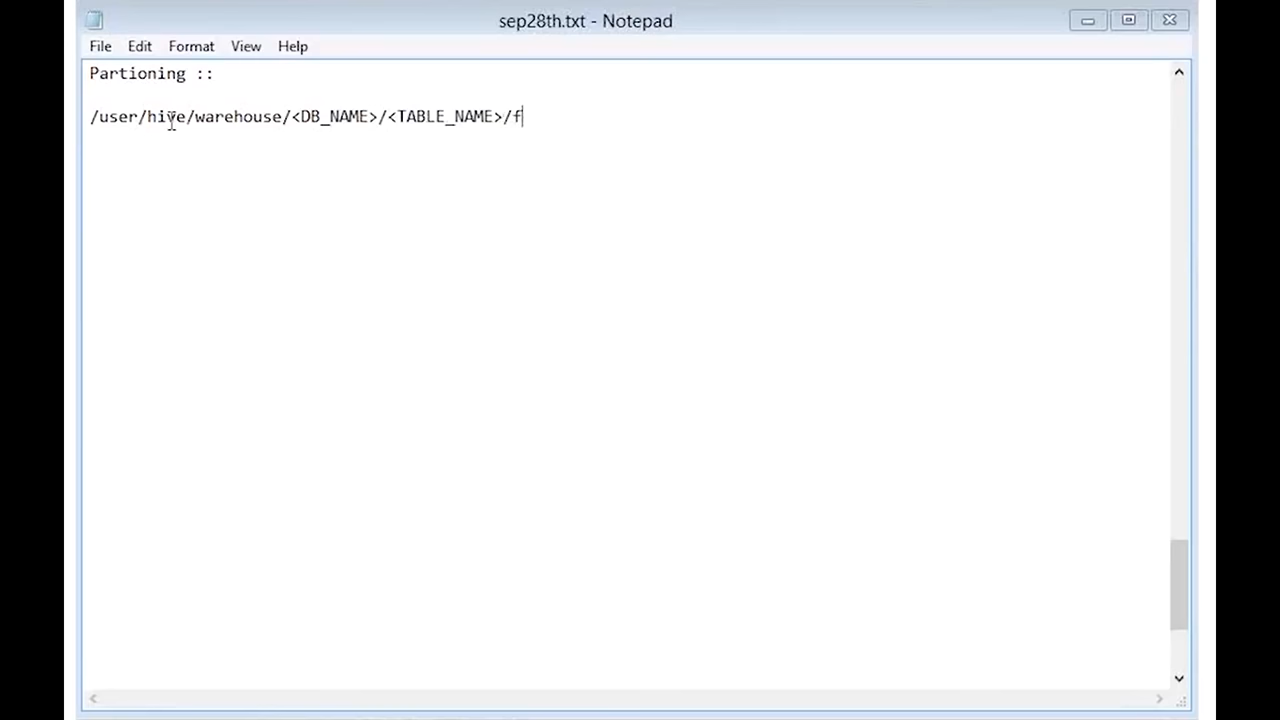 sep28th.txt - Notepad
File Edit Format View Help
Partioning ::
/user/hive/warehouse/<DB_NAME>/<TABLE_NAME>/f